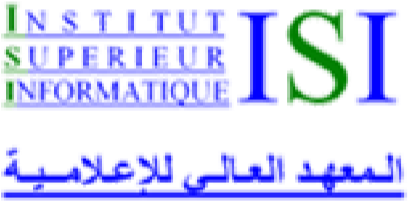 INSTITUT
SUPERIEUR
INFORMATIQUE
ISI
المعهد العالي للإعلامية